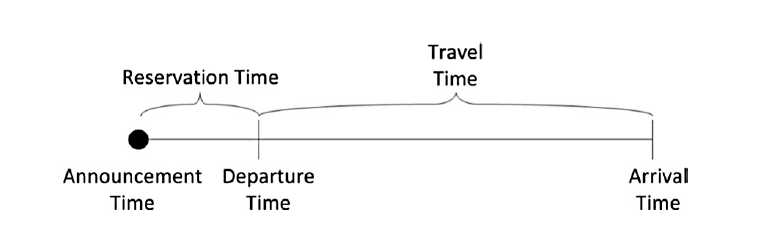 Travel
Time
Reservation Time
Announcement
Time
Departure
Time
Arrival
Time